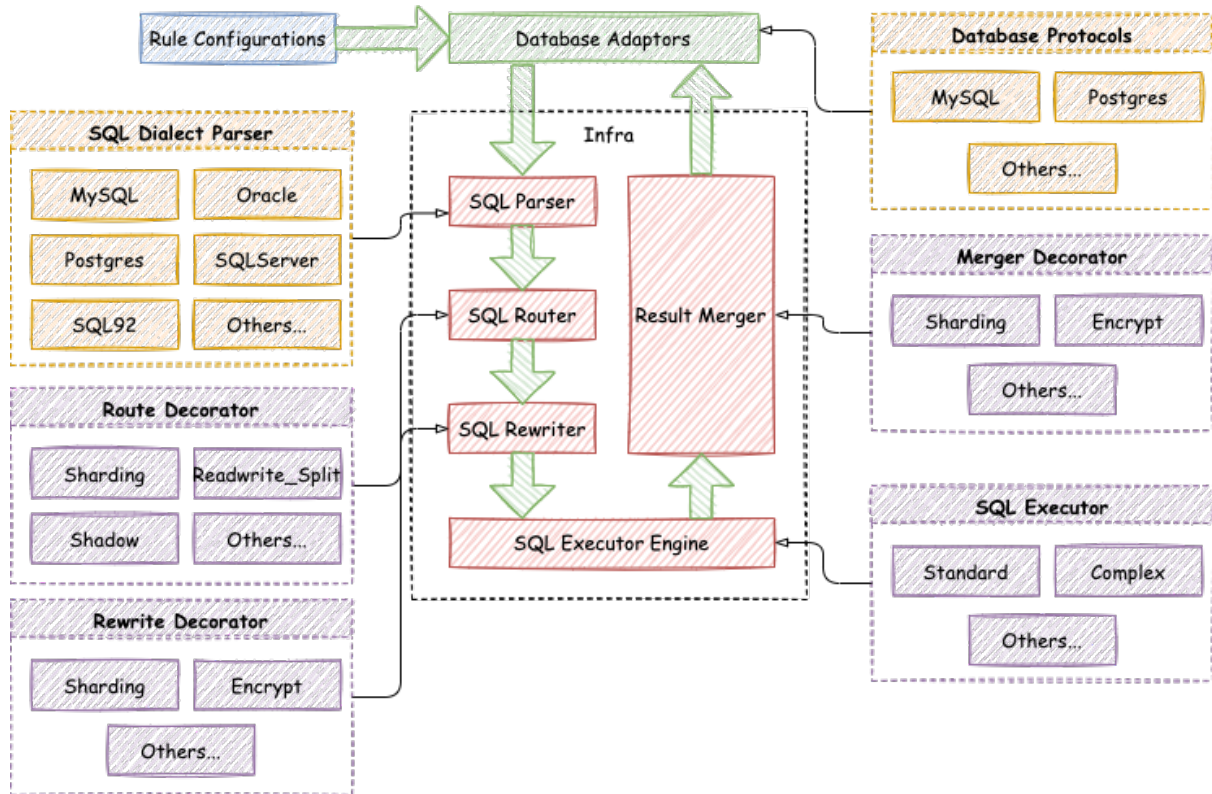 Rule Configurations
Database Adaptors
Database Protocols
MySQL
Postgres
Others...
SQL Dialect Parser
MySQL
Oracle
Postgres
SQLServer
SQL92
Others...
Infra
SQL Parser
SQL Router
SQL Rewriter
Result Merger
SQL Executor Engine
Merger Decorator
Sharding
Encrypt
Others...
Route Decorator
Sharding
Readwrite_Split
Shadow
Others...
SQL Executor
Standard
Complex
Others...
Rewrite Decorator
Sharding
Encrypt
Others...